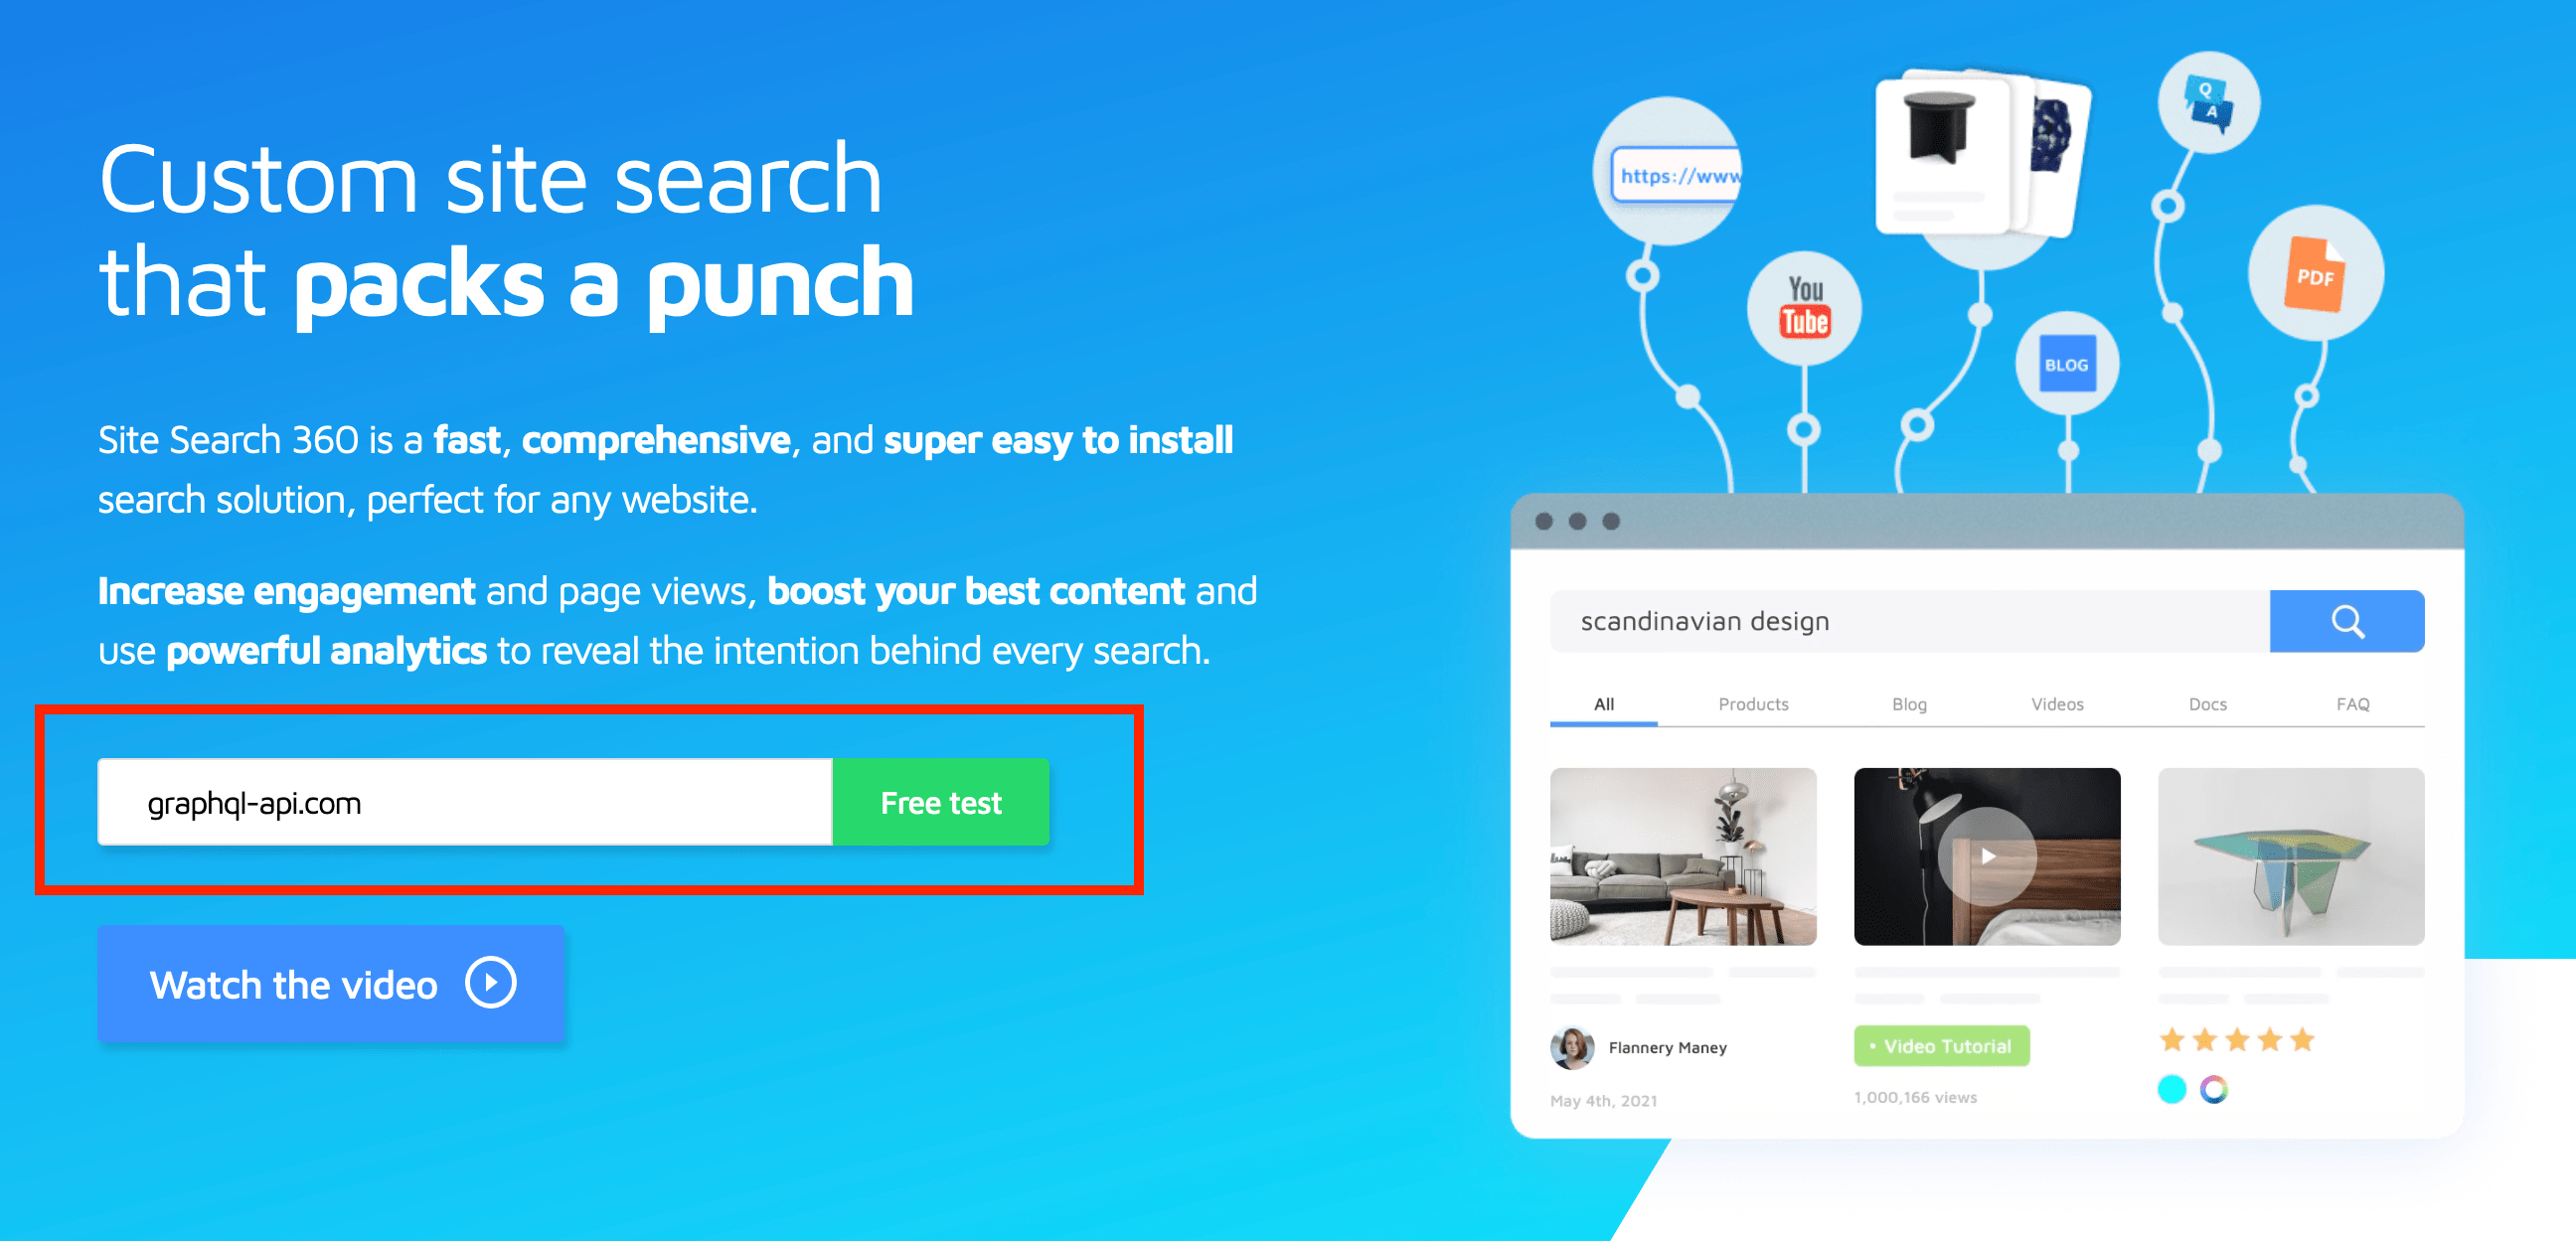 Custom site search
that packs a punch
Site Search 360 is a fast, comprehensive, and super easy to install
search solution, perfect for any website.
Increase engagement and page views, boost your best content and
use powerful analytics to reveal the intention behind every search.
graphql-api.com
Free test
Watch the video
https://www
Q
A
You
Tube
PDF
BLOG
scandinavian design
All Products Blog Videos Docs FAQ
Flannery Maney
May 4th, 2021
• Video Tutorial
1,000,166 views